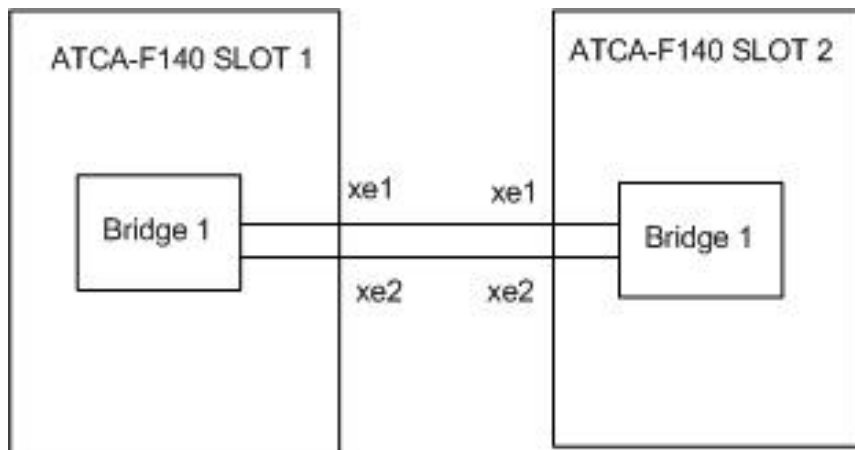 ATCA-F140 SLOT 1
ATCA-F140 SLOT 2
xe1
xe1
Bridge 1
Bridge 1
xe2
xe2